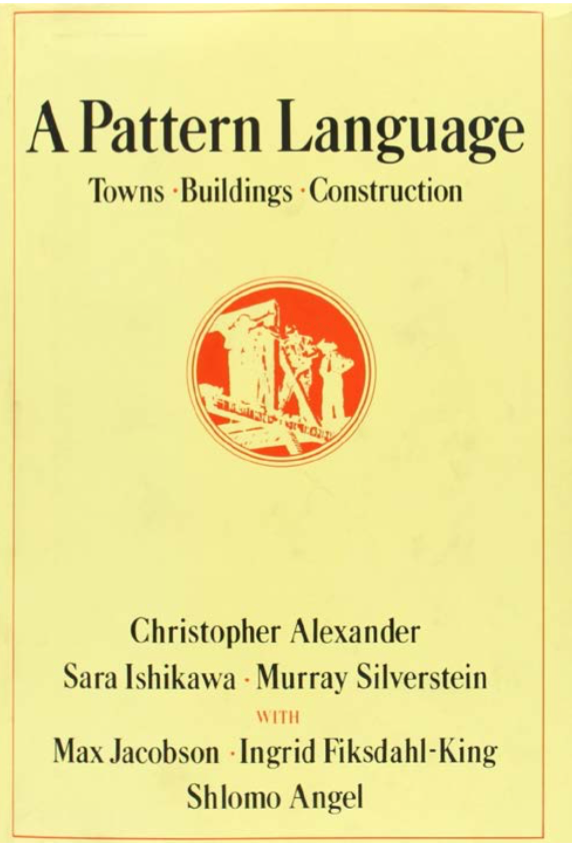 A Pattern Language
Towns · Buildings · Construction
Christopher Alexander
Sara Ishikawa · Murray Silverstein
WITH
Max Jacobson · Ingrid Fiksdahl-King
Shlomo Angel